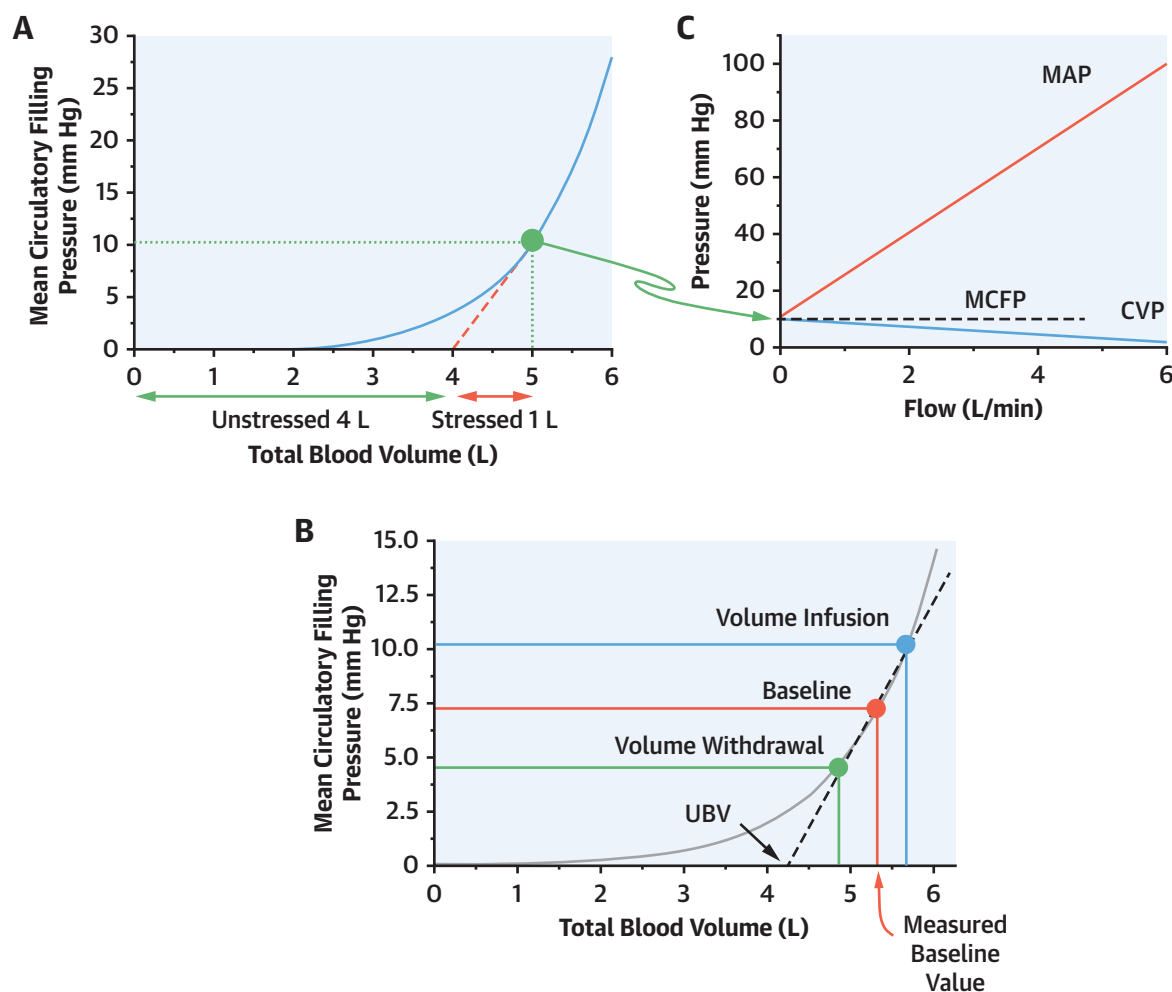 A
30
25
20
15
10
5
0
Mean Circulatory Filling
Pressure (mm Hg)
0 1 2 3 4 5 6
Unstressed 4 L Stressed 1 L
Total Blood Volume (L)
C
100
80
60
40
20
10
0
Pressure (mm Hg)
MAP
MCFP
CVP
0 2 4 6
Flow (L/min)
B
15.0
12.5
10.0
7.5
5.0
2.5
0
Mean Circulatory Filling
Pressure (mm Hg)
Volume Infusion
Baseline
Volume Withdrawal
UBV
0 1 2 3 4 5 6
Total Blood Volume (L)
Measured
Baseline
Value